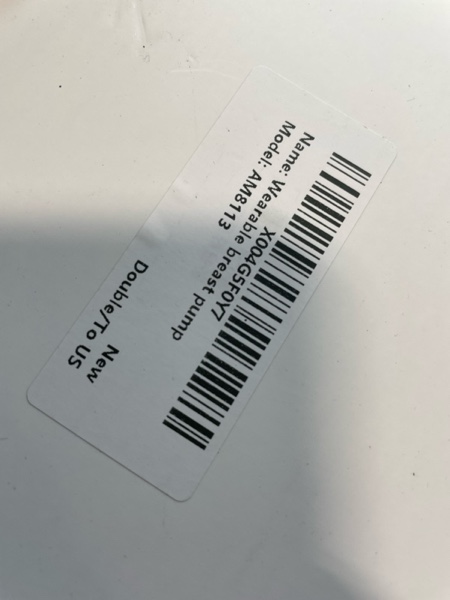 X004G5F0Y7
Name: Wearable breast pump
Model: AM8113
New
Double/To US